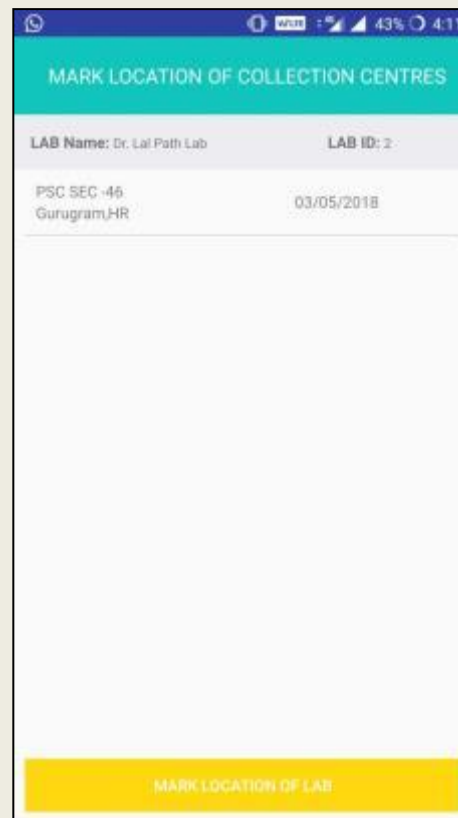 43% 4:11
MARK LOCATION OF COLLECTION CENTRES
LAB Name: Dr. Lal Path Lab LAB ID: 2
PSC SEC -46
Gurugram,HR
03/05/2018
MARK LOCATION OF LAB